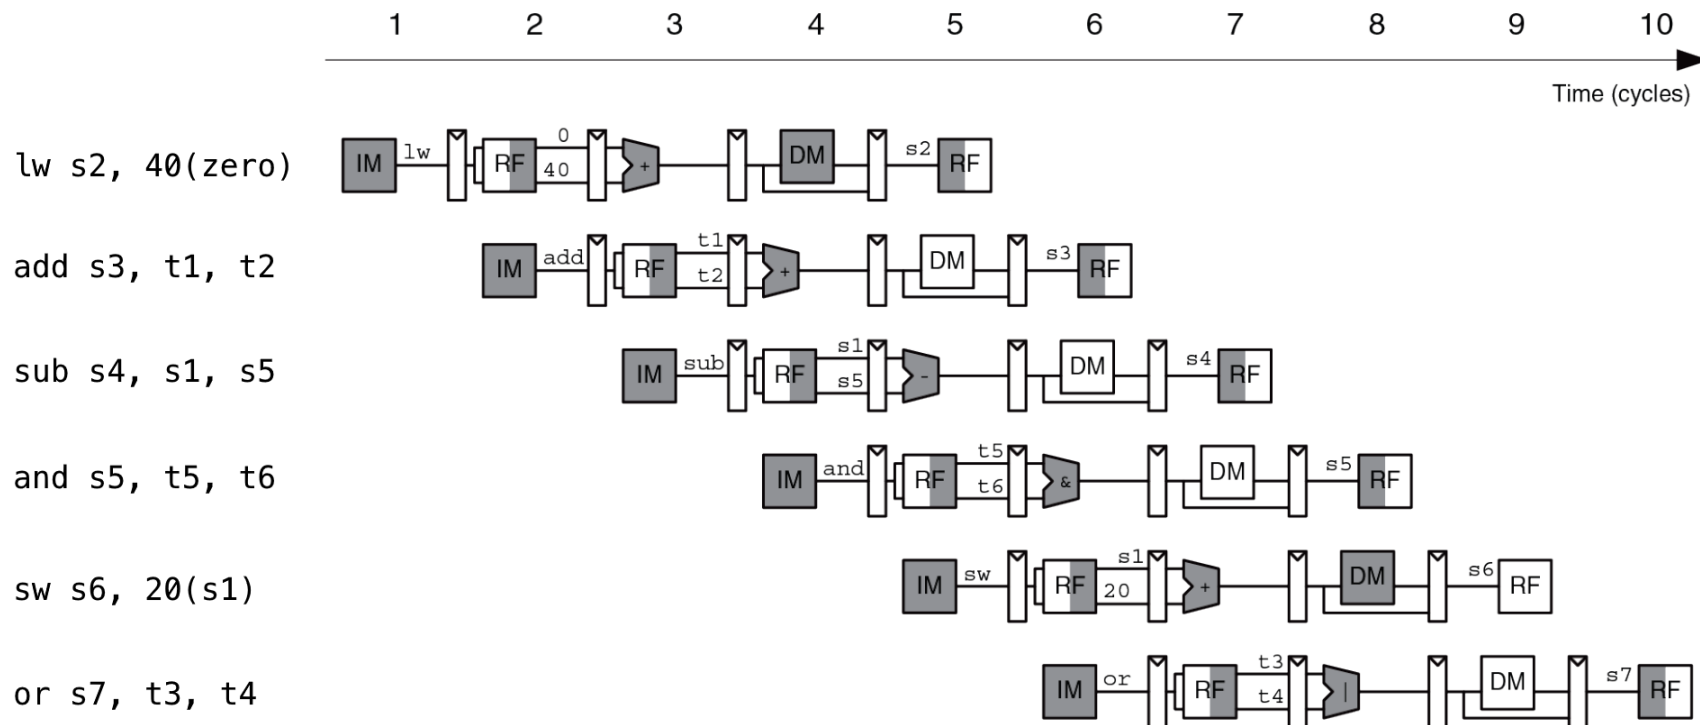 1 2 3 4 5 6 7 8 9 10
Time (cycles)
lw s2, 40(zero) IM lw RF 0 40 + DM s2 RF
add s3, t1, t2 IM add RF t1 t2 + DM s3 RF
sub s4, s1, s5 IM sub RF s1 s5 - DM s4 RF
and s5, t5, t6 IM and RF t5 t6 & DM s5 RF
sw s6, 20(s1) IM sw RF s1 20 + DM s6 RF
or s7, t3, t4 IM or RF t3 t4 | DM s7 RF